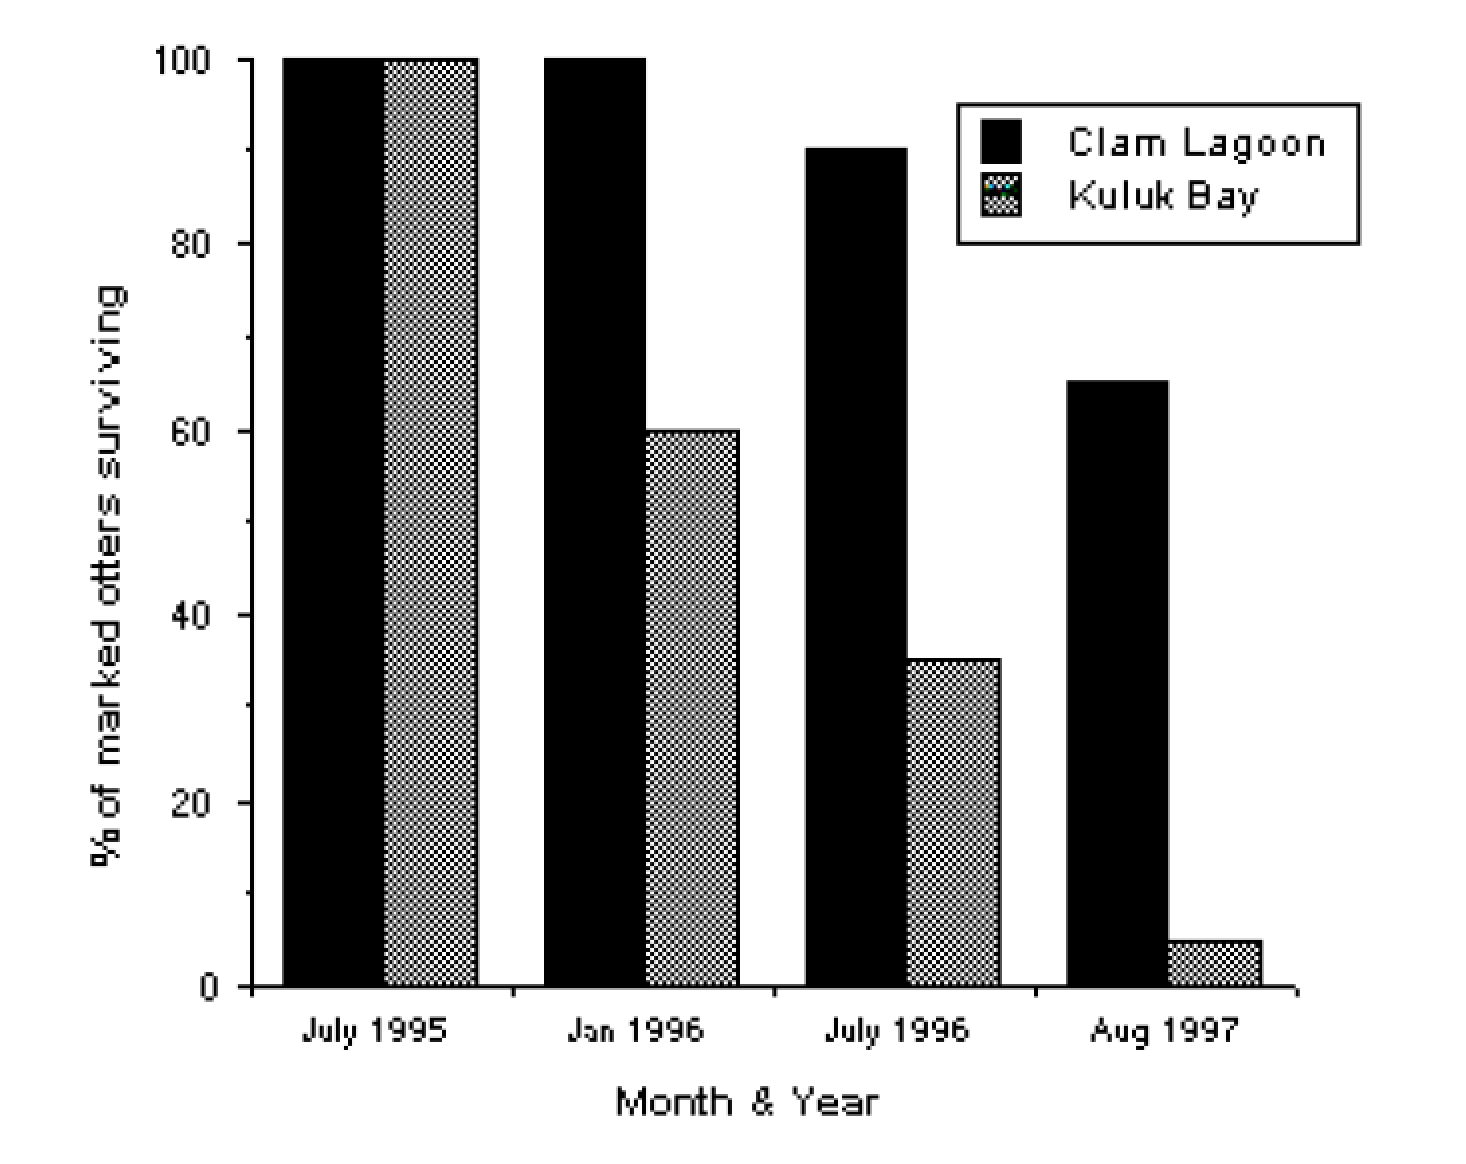 100
80
60
40
20
0
% of marked otters surviving
Clam Lagoon
Kuluk Bay
July 1995
Jan 1996
July 1996
Aug 1997
Month & Year